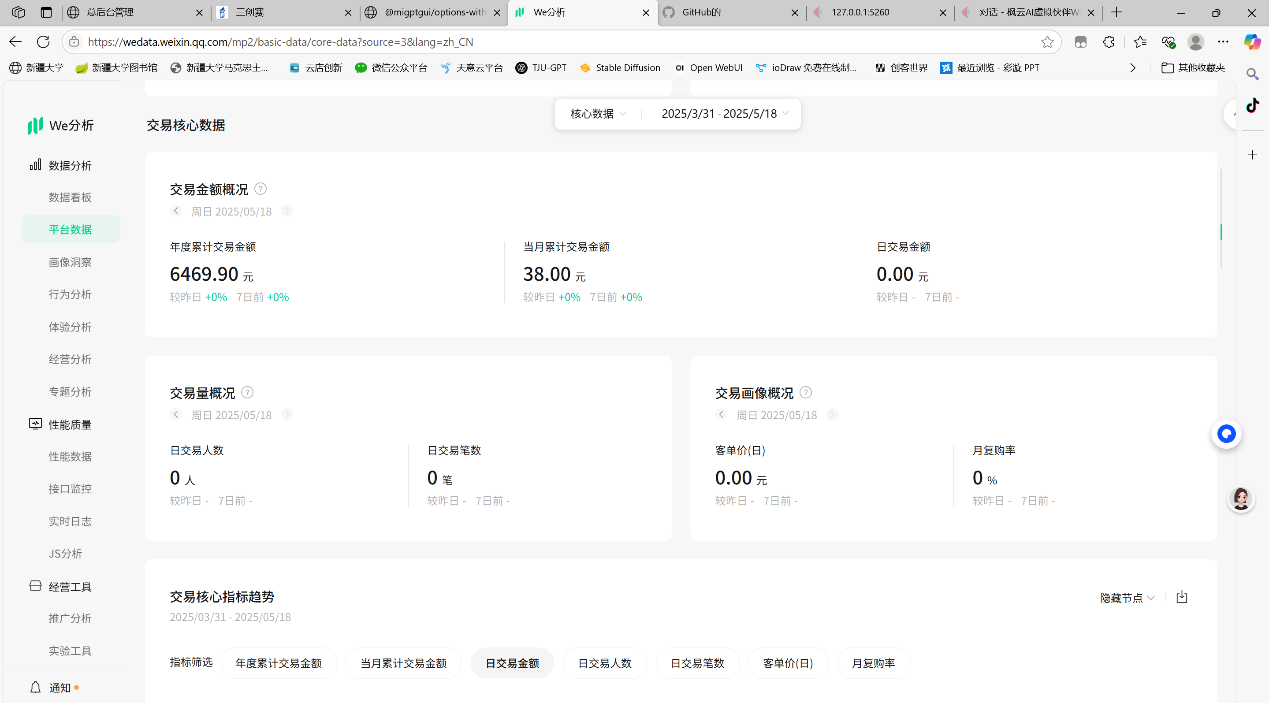 总后台管理
三创赛
@migptgui/options-with
We分析
GitHub的
127.0.0.1:5260
对话 - 枫云AI虚拟伙伴W
https://wedata.weixin.qq.com/mp2/basic-data/core-data?source=3&lang=zh_CN
新疆大学
新疆大学图书馆
新疆大学马克思主...
云店创新
微信公众平台
天意云平台
TJU-GPT
Stable Diffusion
OI Open WebUI
ioDraw 免费在线制...
创客世界
最近浏览 - 彩漩 PPT
其他收藏夹
We分析
数据分析
数据看板
平台数据
画像洞察
行为分析
体验分析
经营分析
专题分析
性能质量
性能数据
接口监控
实时日志
JS分析
经营工具
推广分析
实验工具
通知
核心数据
2025/3/31 - 2025/5/18
交易核心数据
交易金额概况 ?
周日 2025/05/18
年度累计交易金额
6469.90 元
较昨日 +0% 7日前 +0%
当月累计交易金额
38.00 元
较昨日 +0% 7日前 +0%
日交易金额
0.00 元
较昨日 - 7日前 -
交易量概况 ?
周日 2025/05/18
日交易人数
0 人
较昨日 - 7日前 -
日交易笔数
0 笔
较昨日 - 7日前 -
交易画像概况 ?
周日 2025/05/18
客单价(日)
0.00 元
较昨日 - 7日前 -
月复购率
0 %
较昨日 - 7日前 -
交易核心指标趋势
2025/03/31 - 2025/05/18
隐藏节点
指标筛选
年度累计交易金额
当月累计交易金额
日交易金额
日交易人数
日交易笔数
客单价(日)
月复购率